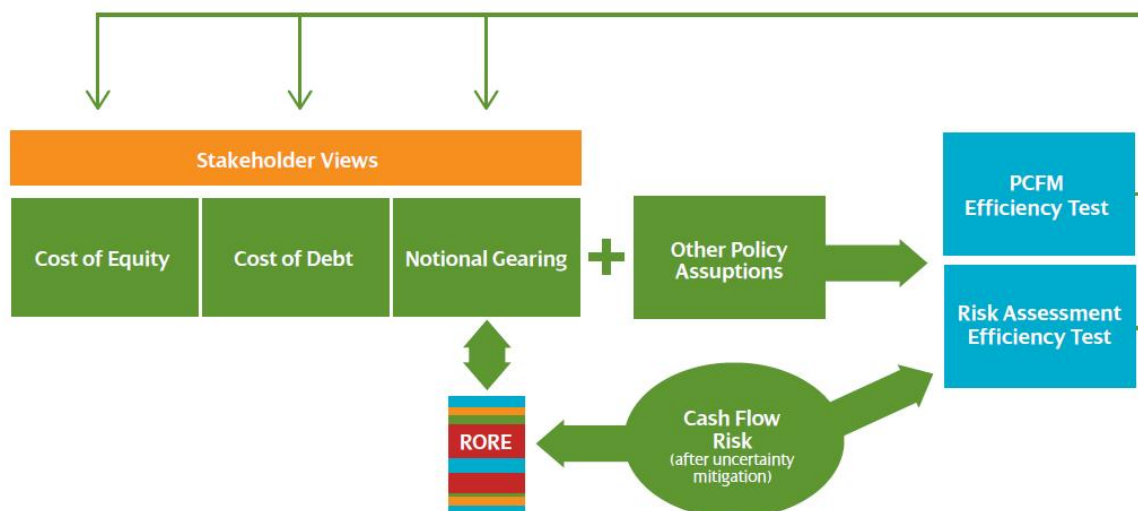 Stakeholder Views
Cost of Equity
Cost of Debt
Notional Gearing
Other Policy
Assuptions
PCFM
Efficiency Test
Risk Assessment
Efficiency Test
RORE
Cash Flow
Risk
(after uncertainty
mitigation)